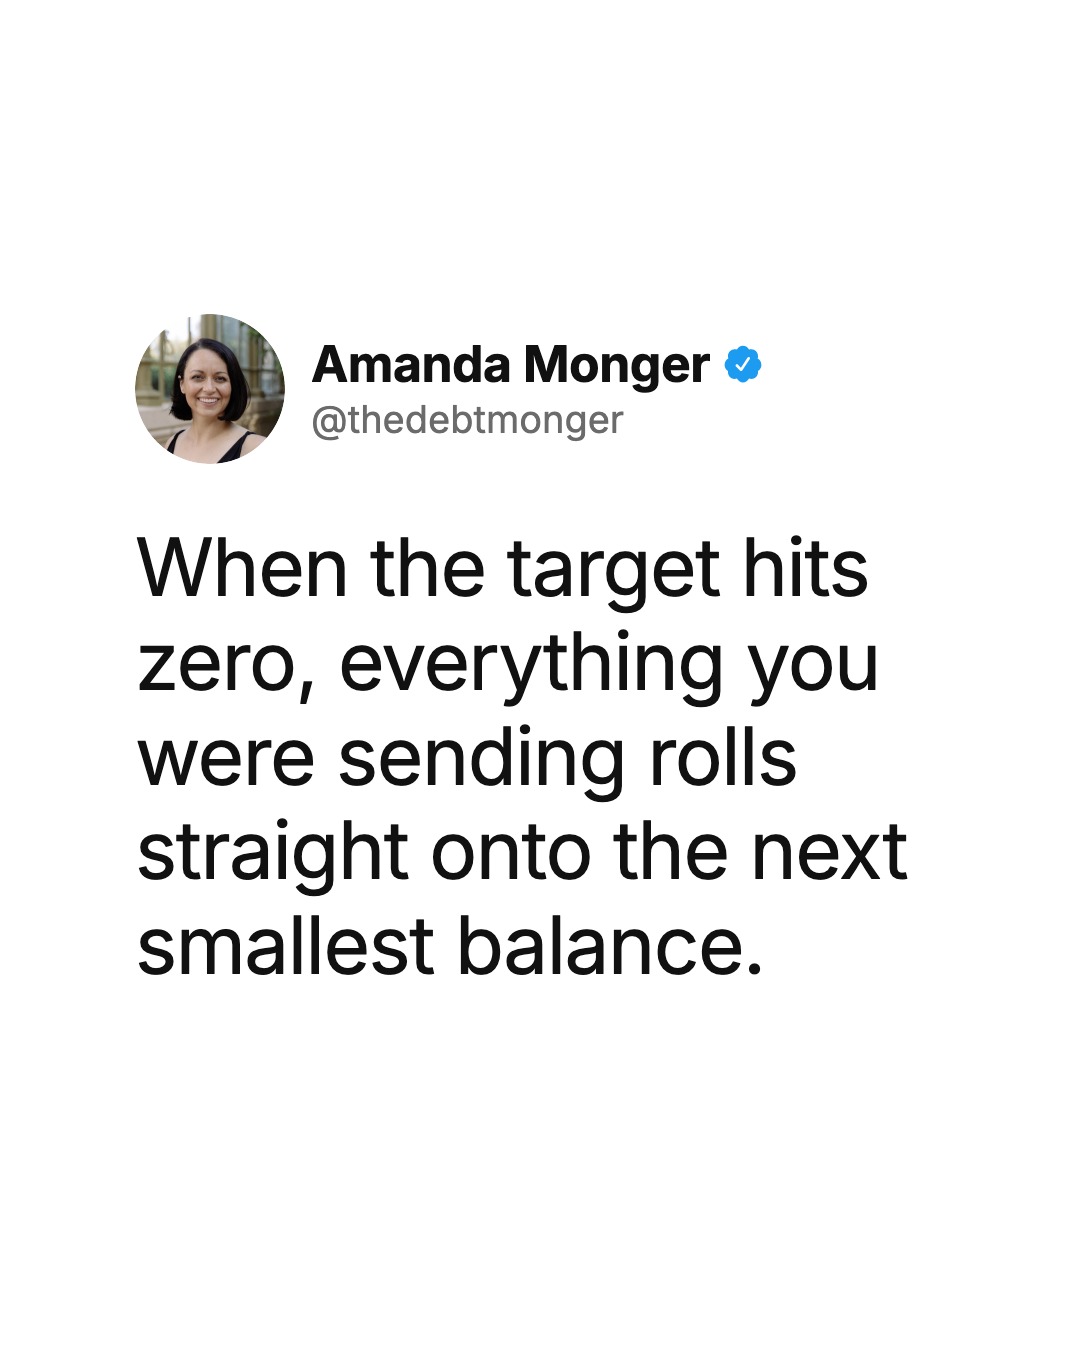 Amanda Monger
@thedebtmonger
When the target hits
zero, everything you
were sending rolls
straight onto the next
smallest balance.